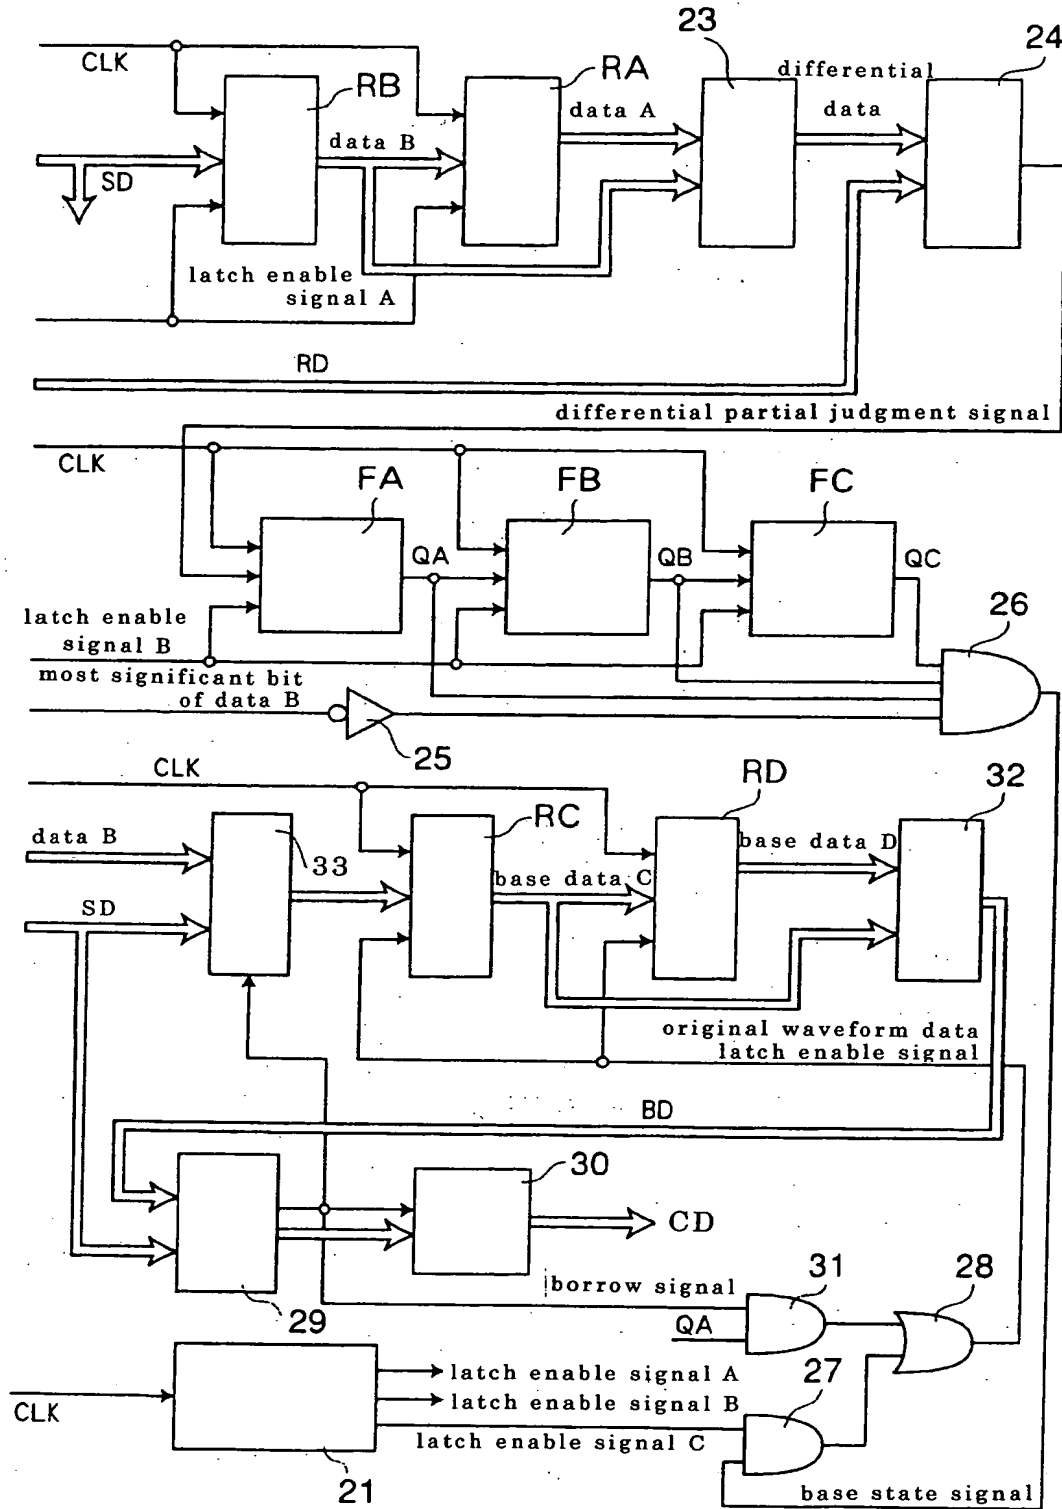 23
24
CLK
RB
RA
differential
data A
data
data B
SD
latch enable
signal A
RD
differential partial judgment signal
CLK
FA
FB
FC
QA
QB
QC
26
latch enable
signal B
most significant bit
of data B
25
CLK
RD
32
RC
data B
33
base data D
base data C
SD
original waveform data
latch enable signal
BD
30
CD
borrow signal
31
28
29
QA
27
latch enable signal A
latch enable signal B
CLK
latch enable signal C
21
base state signal